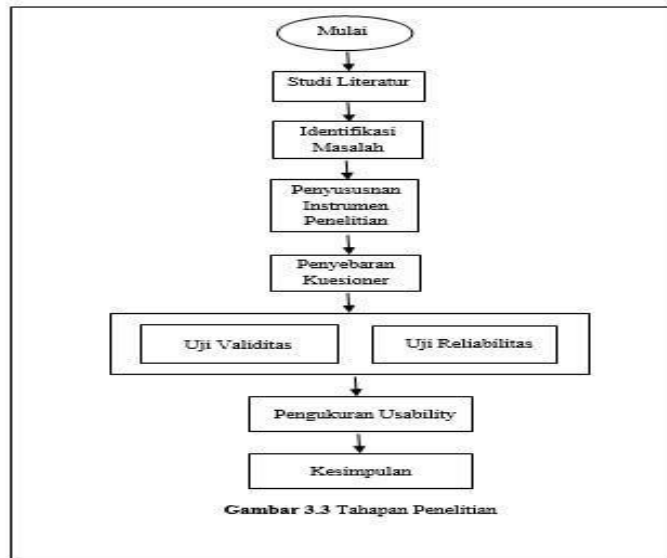 Mulai
Studi Literatur
Identifikasi
Masalah
Penyususnan
Instrumen
Penelitian
Penyebaran
Kuesioner
Uji Validitas
Uji Reliabilitas
Pengukuran Usability
Kesimpulan
Gambar 3.3 Tahapan Penelitian